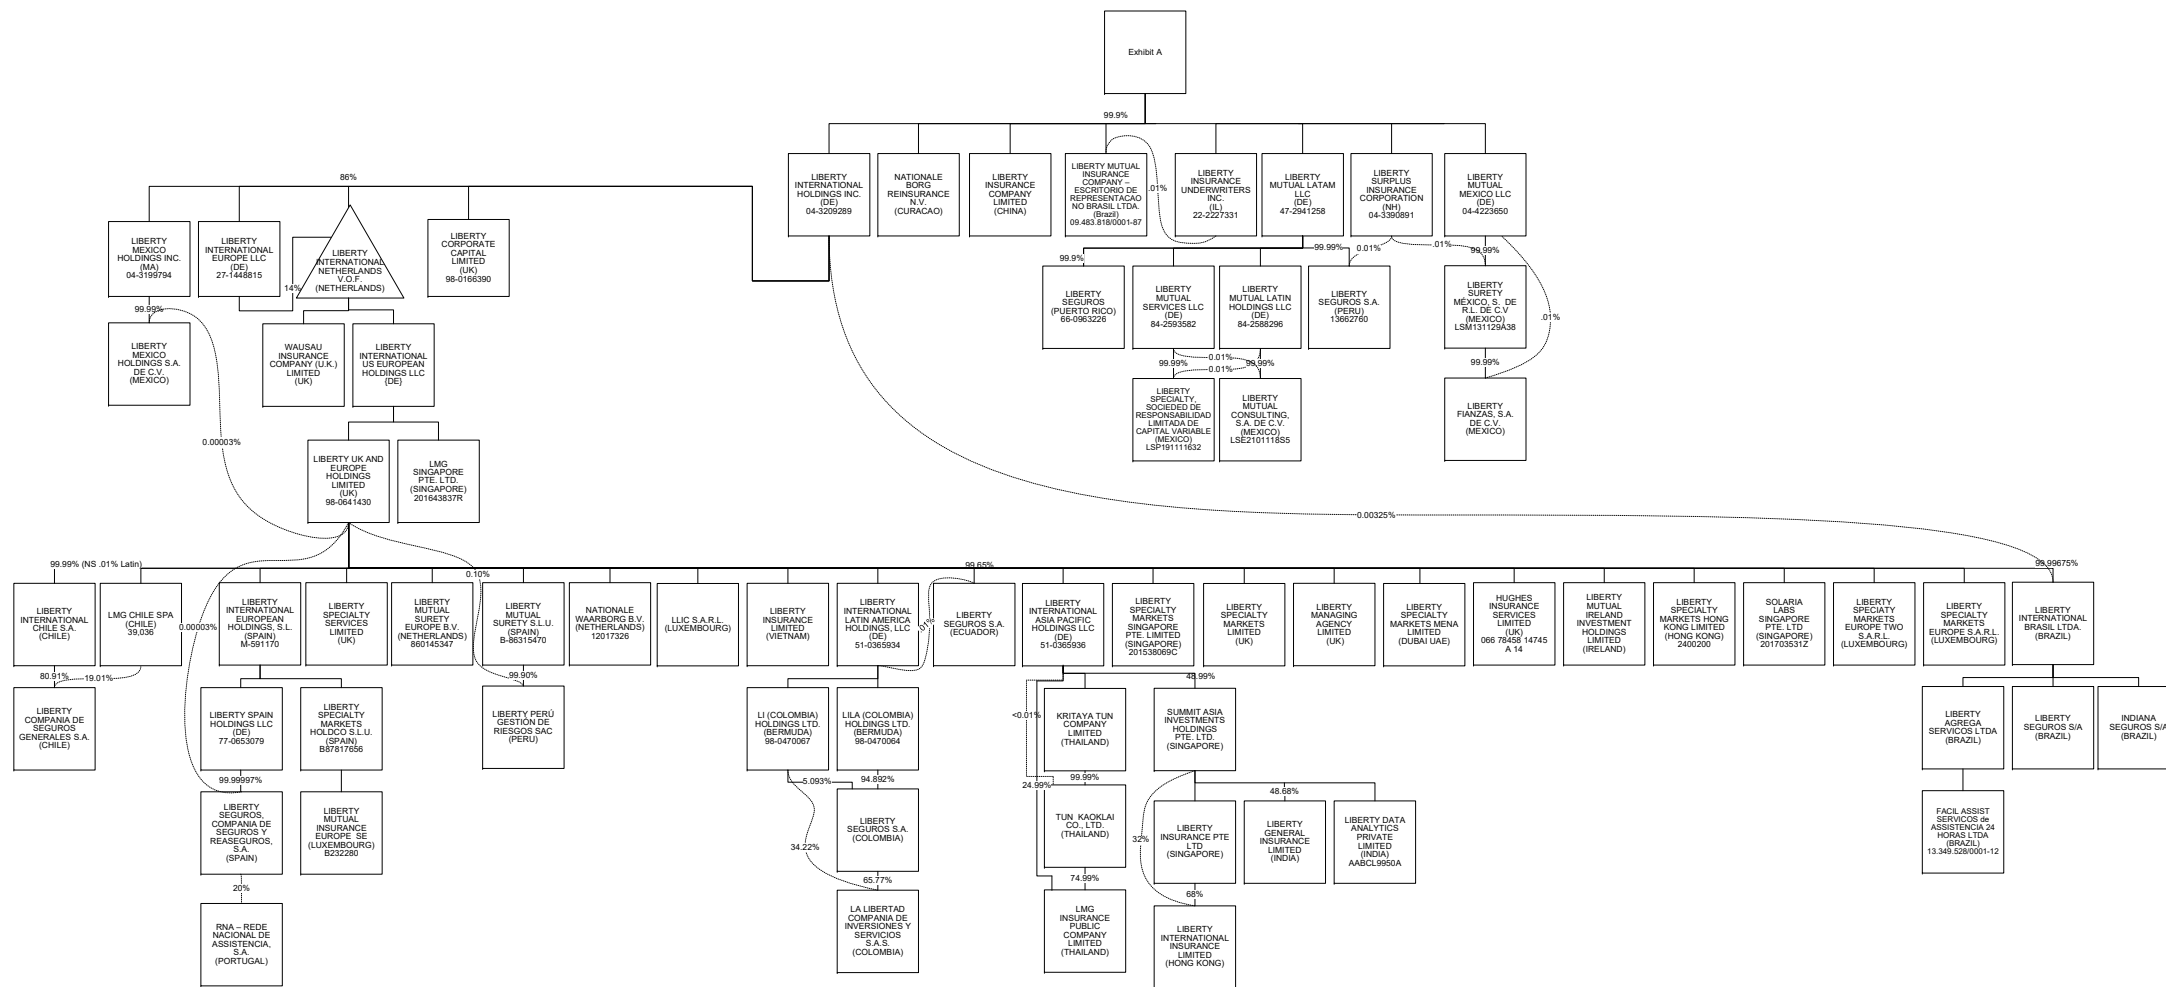 Exhibit A
99.9%
LIBERTY
INTERNATIONAL
HOLDINGS INC.
(DE)
04-3209289
NATIONALE
BORG
REINSURANCE
N.V.
(CURACAO)
LIBERTY
INSURANCE
COMPANY
LIMITED
(CHINA)
LIBERTY MUTUAL
INSURANCE
COMPANY –
ESCRITORIO DE
REPRESENTACAO
NO BRASIL LTDA.
(Brazil)
09.483.818/0001-87
.01%
LIBERTY
INSURANCE
UNDERWRITERS
INC.
(IL)
22-2227331
LIBERTY
MUTUAL LATAM
LLC
(DE)
47-2941258
LIBERTY
SURPLUS
INSURANCE
CORPORATION
(NH)
04-3390891
LIBERTY
MUTUAL
MEXICO LLC
(DE)
04-4223650
86%
LIBERTY
MEXICO
HOLDINGS INC.
(MA)
04-3199794
LIBERTY
INTERNATIONAL
EUROPE LLC
(DE)
27-1448815
14%
LIBERTY
INTERNATIONAL
NETHERLANDS
V.O.F.
(NETHERLANDS)
LIBERTY
CORPORATE
CAPITAL
LIMITED
(UK)
98-0166390
99.9%
99.99%
0.01%
.01%
99.99%
.01%
LIBERTY
SEGUROS
(PUERTO RICO)
66-0963226
LIBERTY
MUTUAL
SERVICES LLC
(DE)
84-2593582
LIBERTY
MUTUAL LATIN
HOLDINGS LLC
(DE)
84-2588296
LIBERTY
SEGUROS S.A.
(PERU)
13662760
LIBERTY
SURETY
MÉXICO, S. DE
R.L. DE C.V
(MEXICO)
LSM131129A38
99.99%
LIBERTY
MEXICO
HOLDINGS S.A.
DE C.V.
(MEXICO)
WAUSAU
INSURANCE
COMPANY (U.K.)
LIMITED
(UK)
LIBERTY
INTERNATIONAL
US EUROPEAN
HOLDINGS LLC
(DE)
99.99%
0.01%
0.01%
99.99%
99.99%
LIBERTY
SPECIALTY,
SOCIEDED DE
RESPONSABILIDAD
LIMITADA DE
CAPITAL VARIABLE
(MEXICO)
LSP191111632
LIBERTY
MUTUAL
CONSULTING,
S.A. DE C.V.
(MEXICO)
LSE2101118S5
LIBERTY
FIANZAS, S.A.
DE C.V.
(MEXICO)
0.00003%
LIBERTY UK AND
EUROPE
HOLDINGS
LIMITED
(UK)
98-0641430
LMG
SINGAPORE
PTE. LTD.
(SINGAPORE)
201643837R
0.00325%
99.99% (NS .01% Latin)
0.10%
99.65%
99.99675%
LIBERTY
INTERNATIONAL
CHILE S.A.
(CHILE)
LMG CHILE SPA
(CHILE)
39,036
0.00003%
LIBERTY
INTERNATIONAL
EUROPEAN
HOLDINGS, S.L.
(SPAIN)
M-591170
LIBERTY
SPECIALTY
SERVICES
LIMITED
(UK)
LIBERTY
MUTUAL
SURETY
EUROPE B.V.
(NETHERLANDS)
860145347
LIBERTY
MUTUAL
SURETY S.L.U.
(SPAIN)
B-86315470
NATIONALE
WAARBORG B.V.
(NETHERLANDS)
12017326
LLIC S.A.R.L.
(LUXEMBOURG)
LIBERTY
INSURANCE
LIMITED
(VIETNAM)
LIBERTY
INTERNATIONAL
LATIN AMERICA
HOLDINGS, LLC
(DE)
51-0365934
.01%
LIBERTY
SEGUROS S.A.
(ECUADOR)
LIBERTY
INTERNATIONAL
ASIA PACIFIC
HOLDINGS LLC
(DE)
51-0365936
LIBERTY
SPECIALTY
MARKETS
SINGAPORE
PTE. LIMITED
(SINGAPORE)
201538069C
LIBERTY
SPECIALTY
MARKETS
LIMITED
(UK)
LIBERTY
MANAGING
AGENCY
LIMITED
(UK)
LIBERTY
SPECIALTY
MARKETS MENA
LIMITED
(DUBAI UAE)
HUGHES
INSURANCE
SERVICES
LIMITED
(UK)
066 78458 14745
A 14
LIBERTY
MUTUAL
IRELAND
INVESTMENT
HOLDINGS
LIMITED
(IRELAND)
LIBERTY
SPECIALTY
MARKETS HONG
KONG LIMITED
(HONG KONG)
2400200
SOLARIA
LABS
SINGAPORE
PTE. LTD
(SINGAPORE)
201703531Z
LIBERTY
SPECIATY
MARKETS
EUROPE TWO
S.A.R.L.
(LUXEMBOURG)
LIBERTY
SPECIALTY
MARKETS
EUROPE S.A.R.L.
(LUXEMBOURG)
LIBERTY
INTERNATIONAL
BRASIL LTDA.
(BRAZIL)
80.91%
19.01%
99.90%
<0.01%
48.99%
LIBERTY
COMPANIA DE
SEGUROS
GENERALES S.A.
(CHILE)
LIBERTY SPAIN
HOLDINGS LLC
(DE)
77-0653079
LIBERTY
SPECIALTY
MARKETS
HOLDCO S.L.U.
(SPAIN)
B87817656
LIBERTY PERÚ
GESTIÓN DE
RIESGOS SAC
(PERU)
LI (COLOMBIA)
HOLDINGS LTD.
(BERMUDA)
98-0470067
LILA (COLOMBIA)
HOLDINGS LTD.
(BERMUDA)
98-0470064
KRITAYA TUN
COMPANY
LIMITED
(THAILAND)
SUMMIT ASIA
INVESTMENTS
HOLDINGS
PTE. LTD.
(SINGAPORE)
LIBERTY
AGREGA
SERVICOS LTDA
(BRAZIL)
LIBERTY
SEGUROS S/A
(BRAZIL)
INDIANA
SEGUROS S/A
(BRAZIL)
99.99997%
5.093%
94.892%
24.99%
99.99%
48.68%
LIBERTY
SEGUROS,
COMPANIA DE
SEGUROS Y
REASEGUROS,
S.A.
(SPAIN)
LIBERTY
MUTUAL
INSURANCE
EUROPE SE
(LUXEMBOURG)
B232280
34.22%
LIBERTY
SEGUROS S.A.
(COLOMBIA)
TUN KAOKLAI
CO., LTD.
(THAILAND)
32%
LIBERTY
INSURANCE PTE
LTD
(SINGAPORE)
LIBERTY
GENERAL
INSURANCE
LIMITED
(INDIA)
LIBERTY DATA
ANALYTICS
PRIVATE
LIMITED
(INDIA)
AABCL9950A
FACIL ASSIST
SERVICOS de
ASSISTENCIA 24
HORAS LTDA
(BRAZIL)
13.349.528/0001-12
20%
65.77%
74.99%
68%
RNA – REDE
NACIONAL DE
ASSISTENCIA,
S.A.
(PORTUGAL)
LA LIBERTAD
COMPANIA DE
INVERSIONES Y
SERVICIOS
S.A.S.
(COLOMBIA)
LMG
INSURANCE
PUBLIC
COMPANY
LIMITED
(THAILAND)
LIBERTY
INTERNATIONAL
INSURANCE
LIMITED
(HONG KONG)